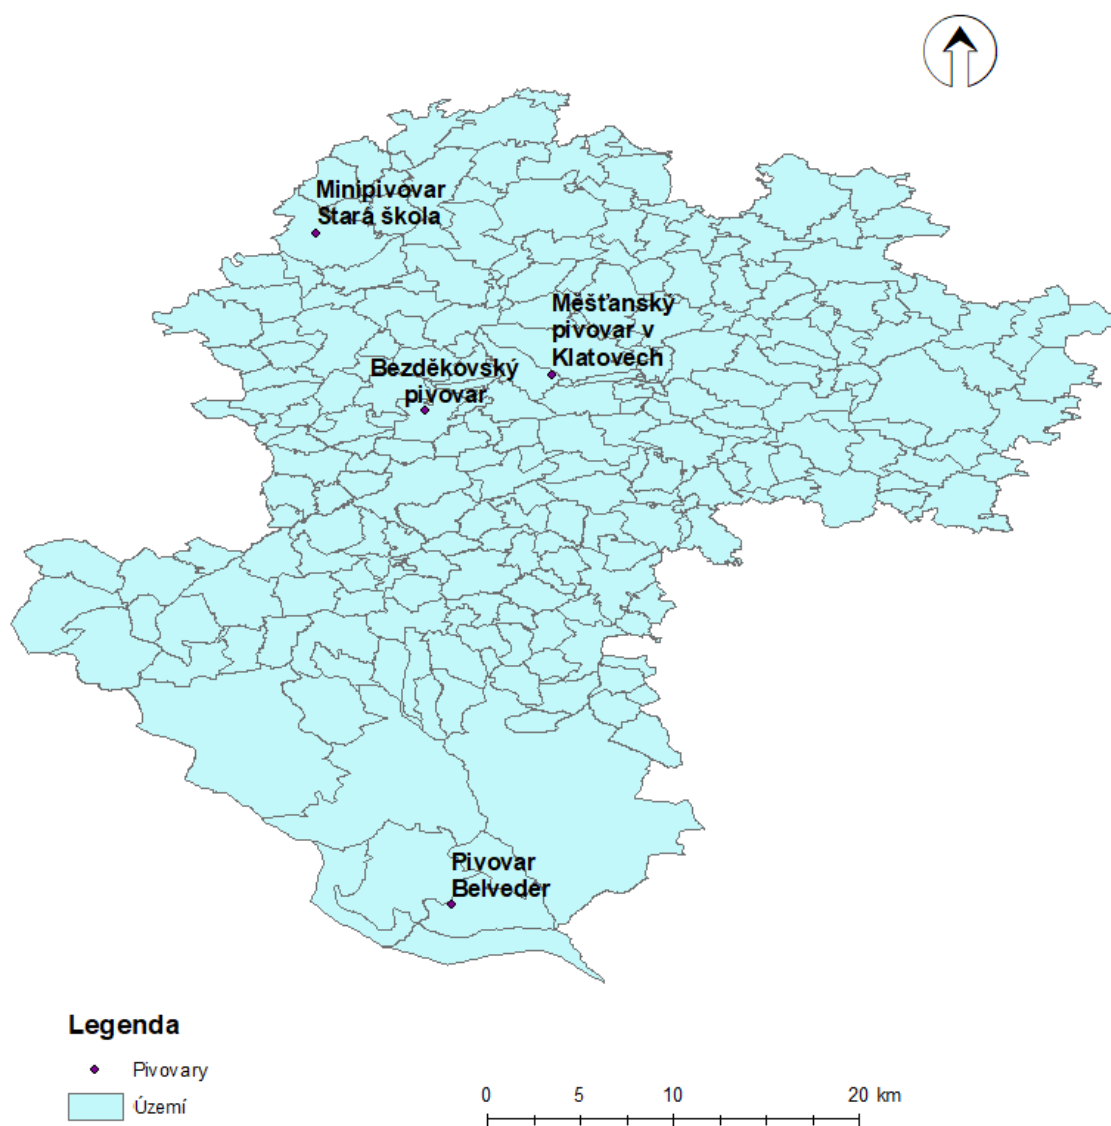 Minipivovar
Stará škola
Měšťanský
pivovar v
Klatovech
Bezděkovský
pivovar
Pivovar
Belveder
Legenda
Pivovary
Území
0 5 10 20 km